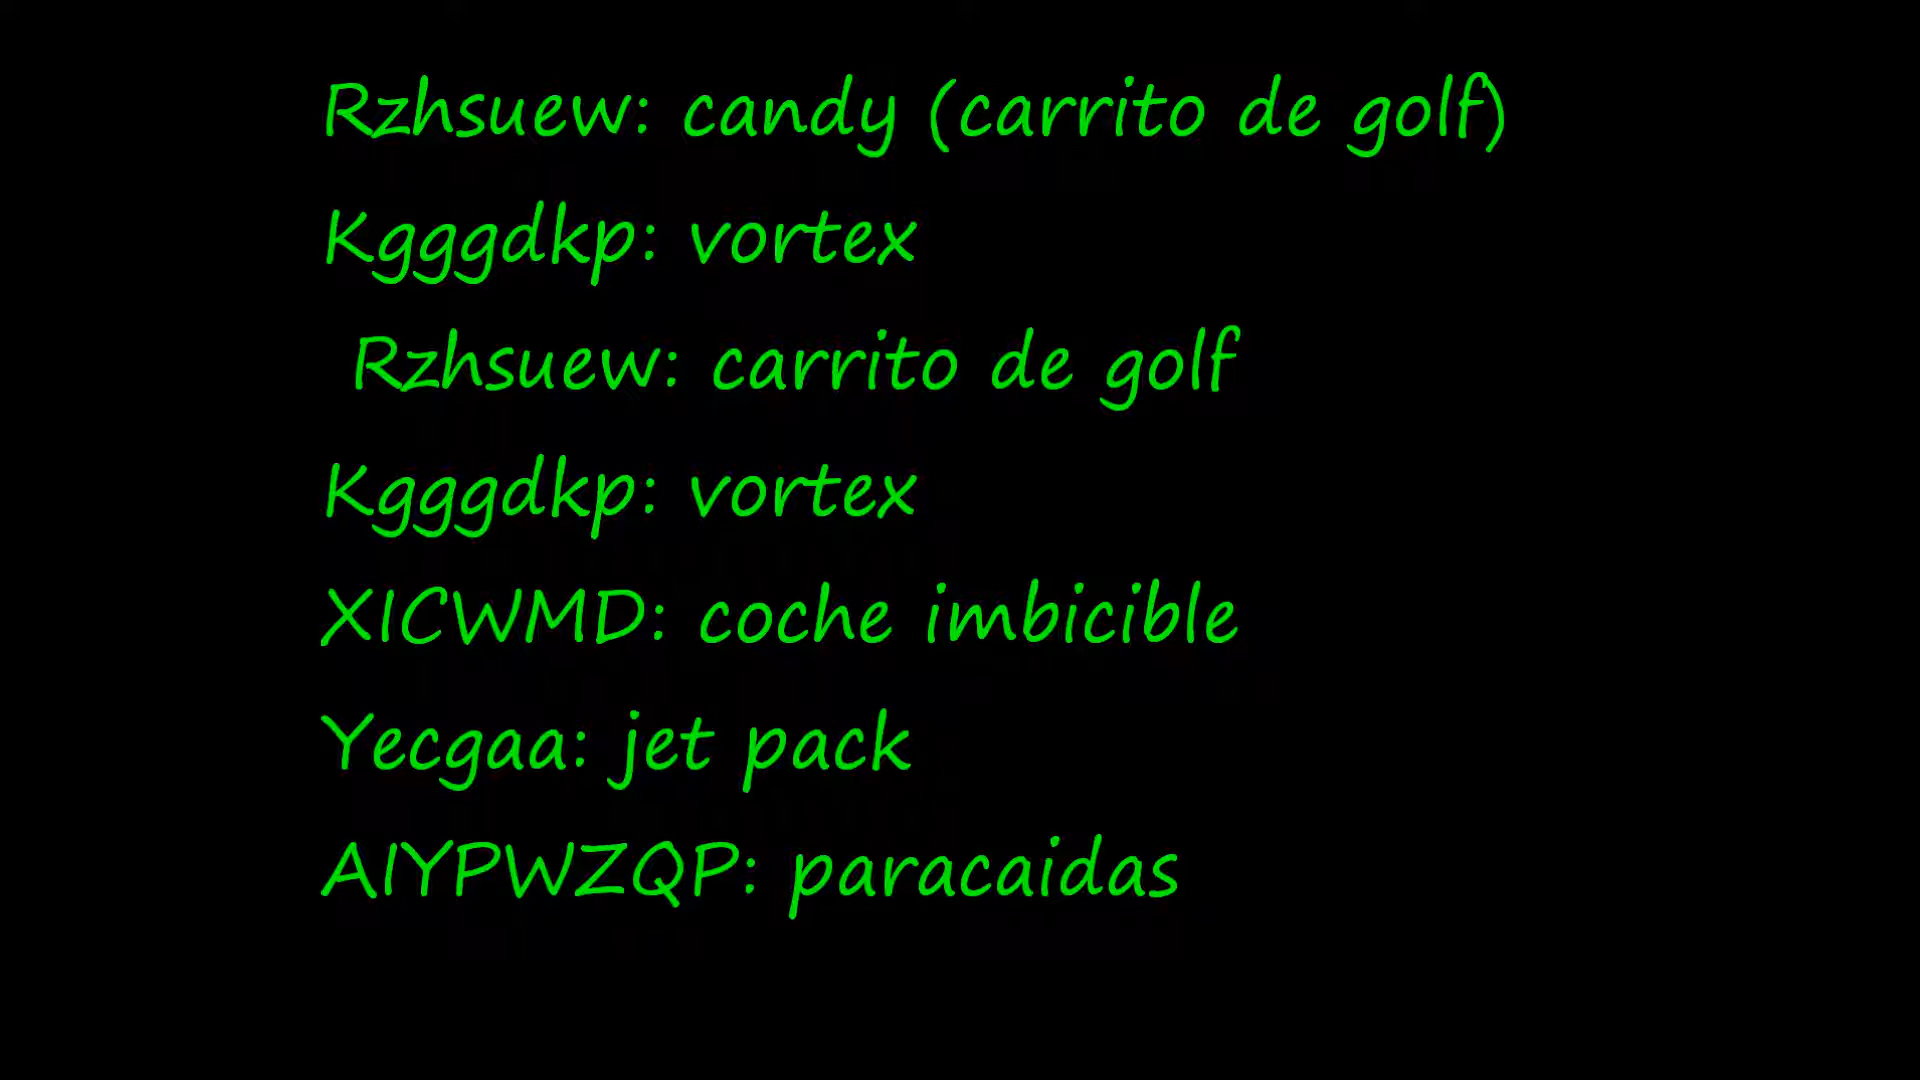 Rzhsuew: candy (carrito de golf)
Kgggdkp: vortex
Rzhsuew: carrito de golf
Kgggdkp: vortex
XICWMD: coche imbicible
Yecgaa: jet pack
AIYPWZQP: paracaidas